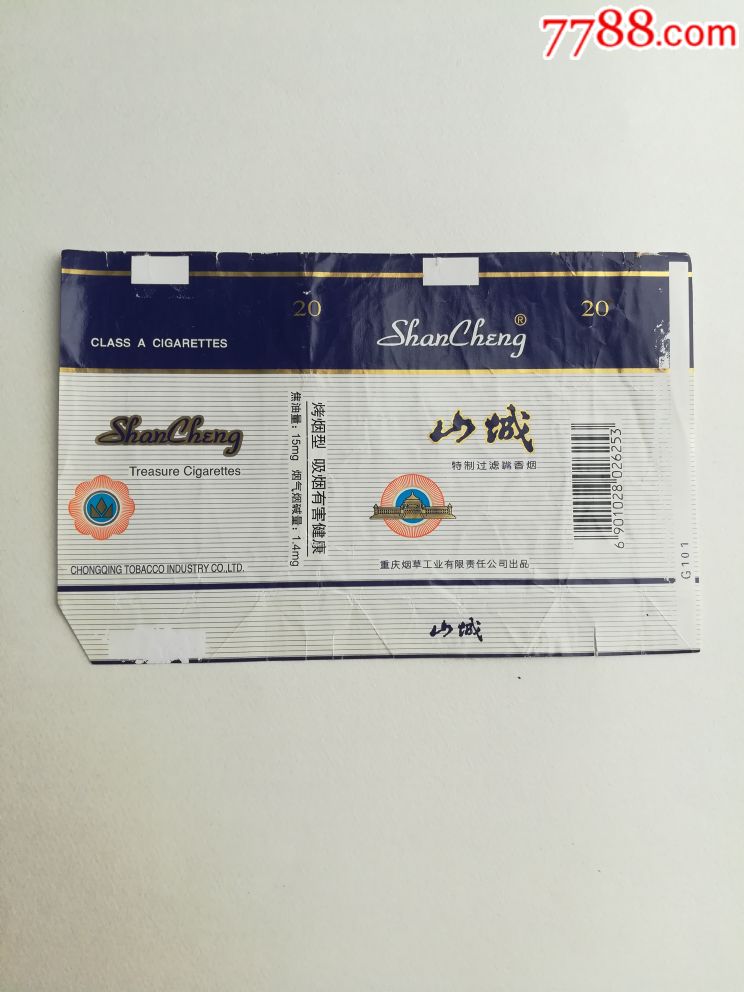 7788.com
20
20
CLASS A CIGARETTES
ShanCheng®
ShanCheng
Treasure Cigarettes
CHONGQING TOBACCO INDUSTRY CO.,LTD.
烤烟型 吸烟有害健康
焦油量：15mg 烟气烟碱量：1.4mg
山城
特制过滤嘴香烟
重庆烟草工业有限责任公司出品
6 901028 026253
G101
山城